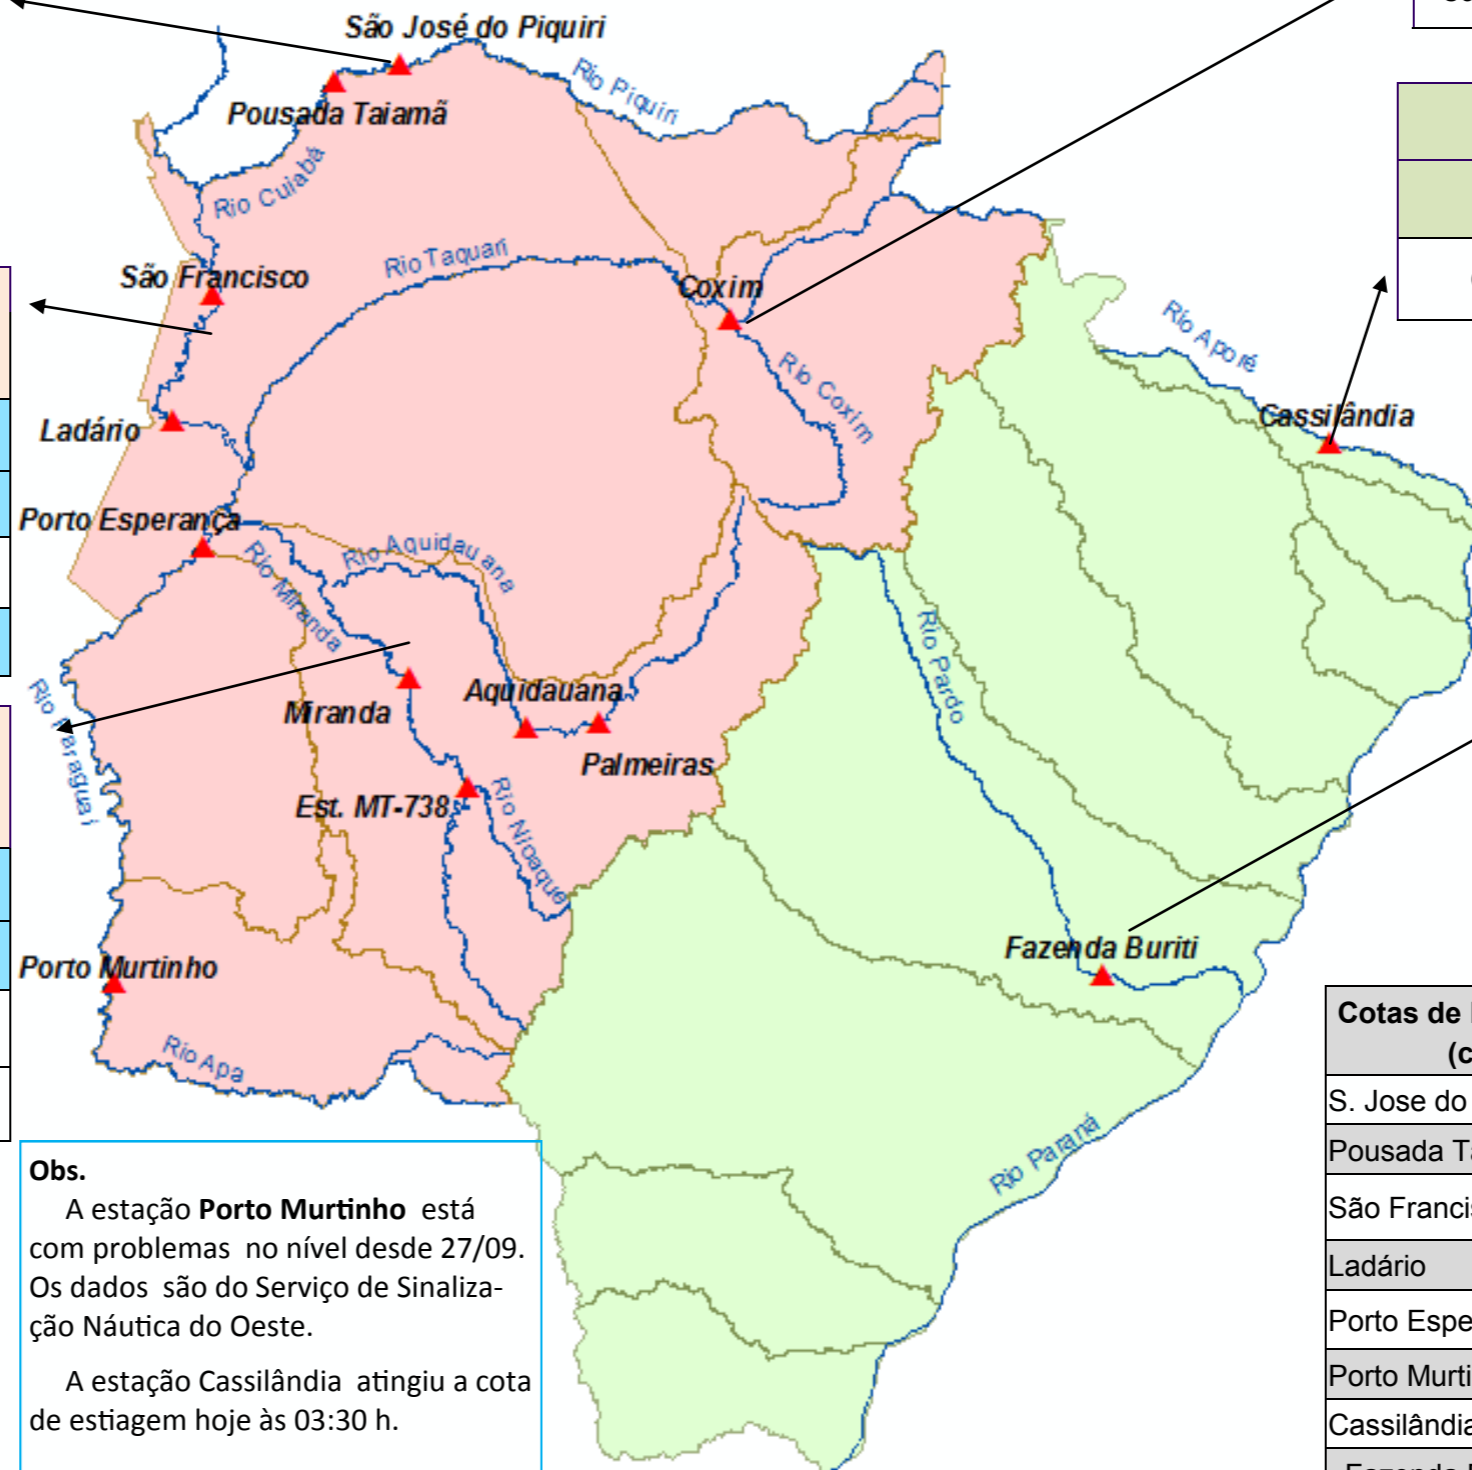 São José do Piquiri
Rio Piquiri
Pousada Taiamã
Rio Cuiabá
Rio Taquari
São Francisco
Coxim
Rio Aporé
Rio Coxim
Cassilândia
Ladário
Porto Esperança
Rio Aquidauana
Rio Miranda
Rio Pardo
Rio Paraguai
Miranda
Aquidauana
Palmeiras
Est. MT-738
Rio Nioaque
Fazenda Buriti
Porto Murtinho
Rio Apa
Rio Paraná
Obs.
A estação Porto Murtinho está
com problemas no nível desde 27/09.
Os dados são do Serviço de Sinaliza-
ção Náutica do Oeste.
A estação Cassilândia atingiu a cota
de estiagem hoje às 03:30 h.
Cotas de
(c
S. Jose do
Pousada Ta
São Francis
Ladário
Porto Espe
Porto Murti
Cassilândia